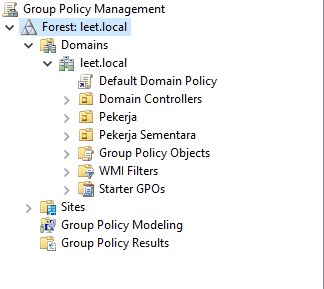 Group Policy Management
Forest: leet.local
Domains
leet.local
Default Domain Policy
Domain Controllers
Pekerja
Pekerja Sementara
Group Policy Objects
WMI Filters
Starter GPOs
Sites
Group Policy Modeling
Group Policy Results